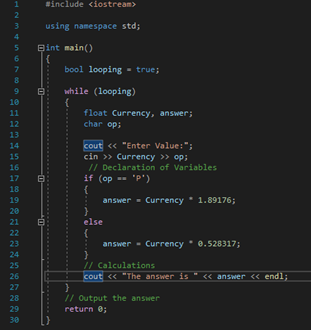 1 #include <iostream>
2
3 using namespace std;
4
5 int main()
6 {
7 bool looping = true;
8
9 while (looping)
10 {
11 float Currency, answer;
12 char op;
13
14 cout << "Enter Value:";
15 cin >> Currency >> op;
16 // Declaration of Variables
17 if (op == 'P')
18 {
19 answer = Currency * 1.89176;
20 }
21 else
22 {
23 answer = Currency * 0.528317;
24 }
25 // Calculations
26 cout << "The answer is " << answer << endl;
27 }
28 // Output the answer
29 return 0;
30 }